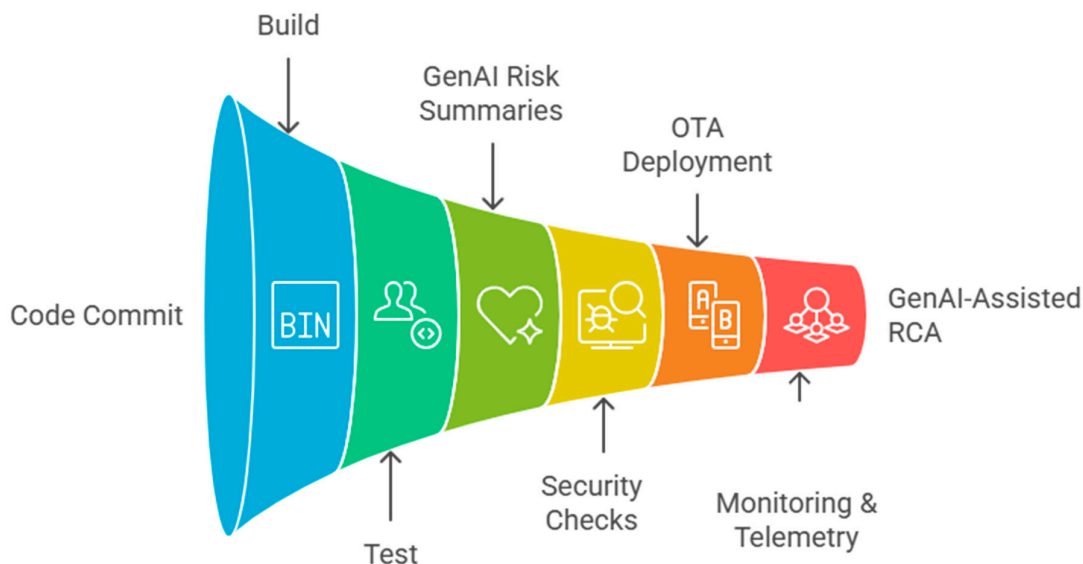 Build
GenAI Risk
Summaries
OTA
Deployment
Code Commit
BIN
A
B
GenAI-Assisted
RCA
Security
Checks
Monitoring &
Telemetry
Test